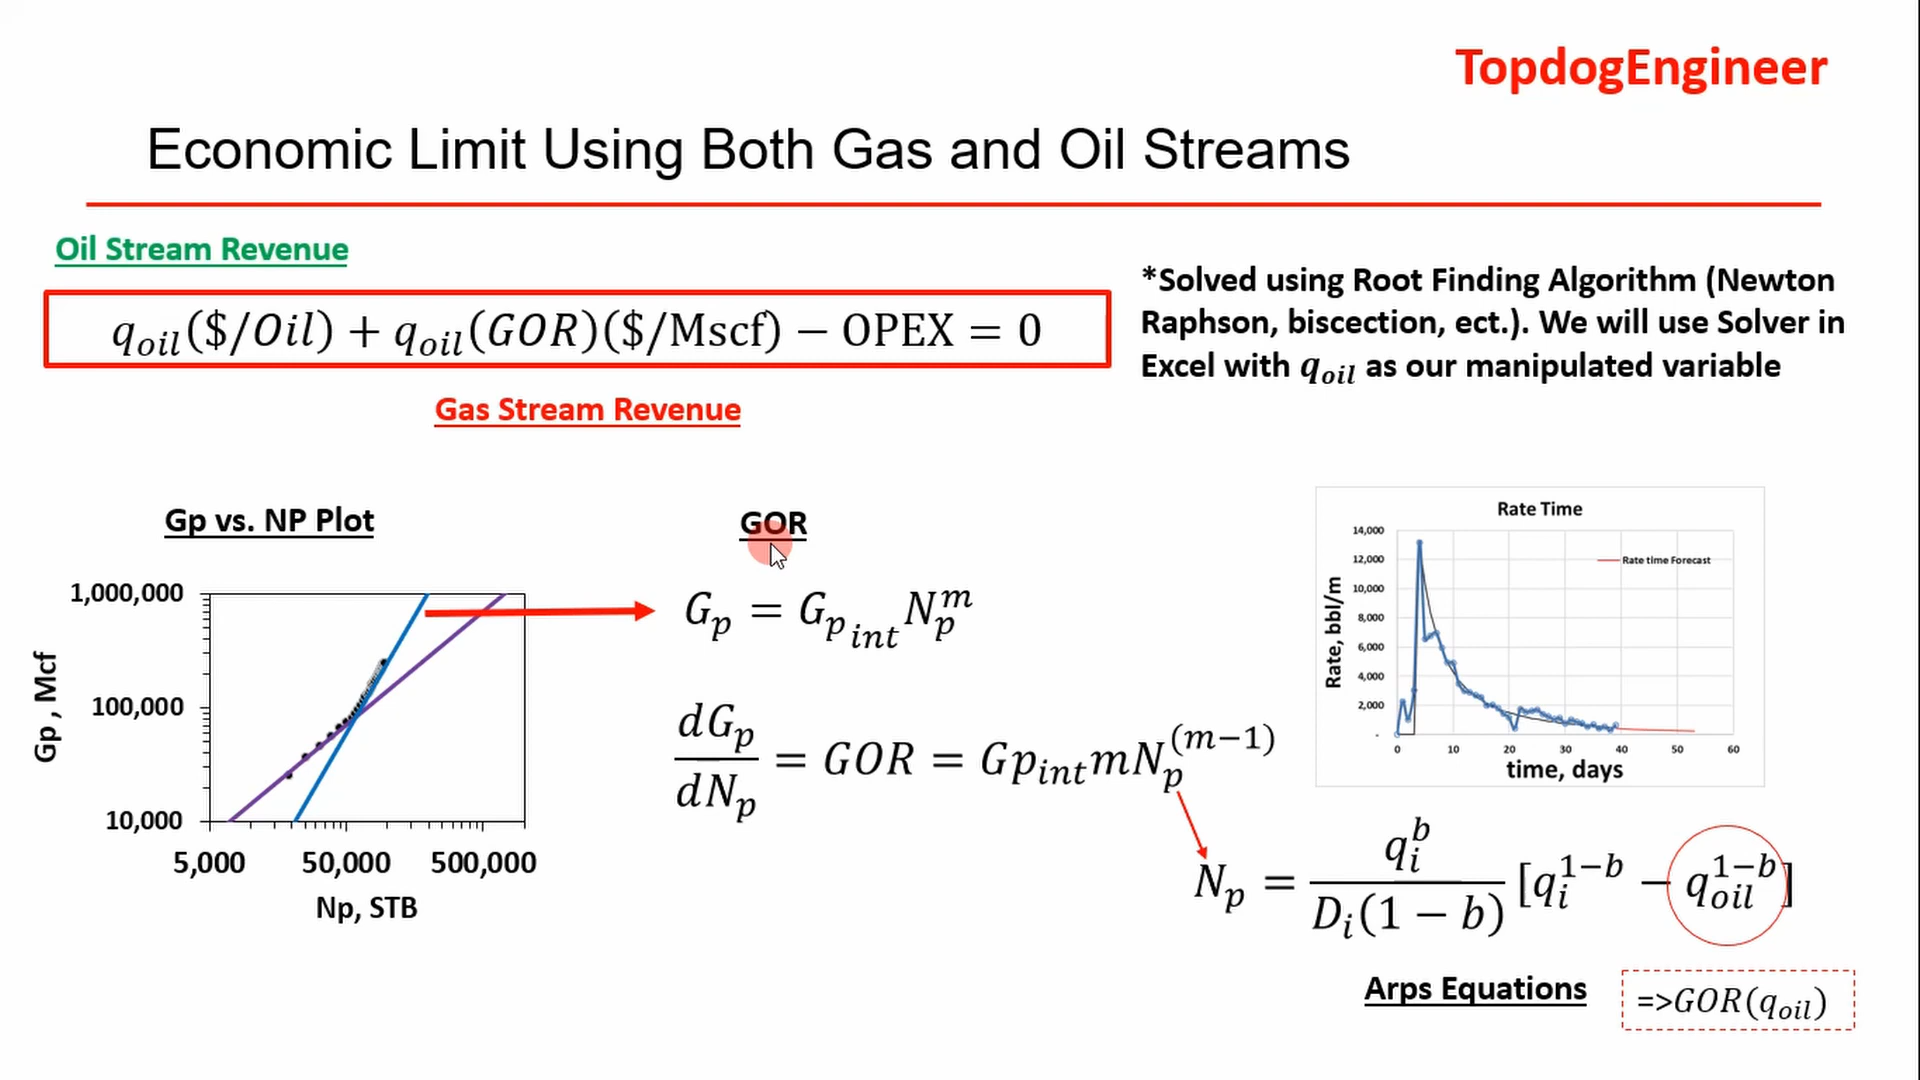 TopdogEngineer
Economic Limit Using Both Gas and Oil Streams
Oil Stream Revenue
q_oil($/Oil) + q_oil(GOR)($/Mscf) − OPEX = 0
Gas Stream Revenue
*Solved using Root Finding Algorithm (Newton
Raphson, biscection, ect.). We will use Solver in
Excel with q_oil as our manipulated variable
Gp vs. NP Plot
1,000,000
100,000
10,000
Gp , Mcf
5,000 50,000 500,000
Np, STB
GOR
G_p = G_{p_int} N_p^m
dG_p/dN_p = GOR = Gp_int m N_p^(m−1)
Rate Time
Rate time Forecast
14,000
12,000
10,000
8,000
6,000
4,000
2,000
-
Rate, bbl/m
0 10 20 30 40 50 60
time, days
N_p = q_i^b / D_i(1 − b) [q_i^{1−b} − q_oil^{1−b}]
Arps Equations
=>GOR(q_oil)